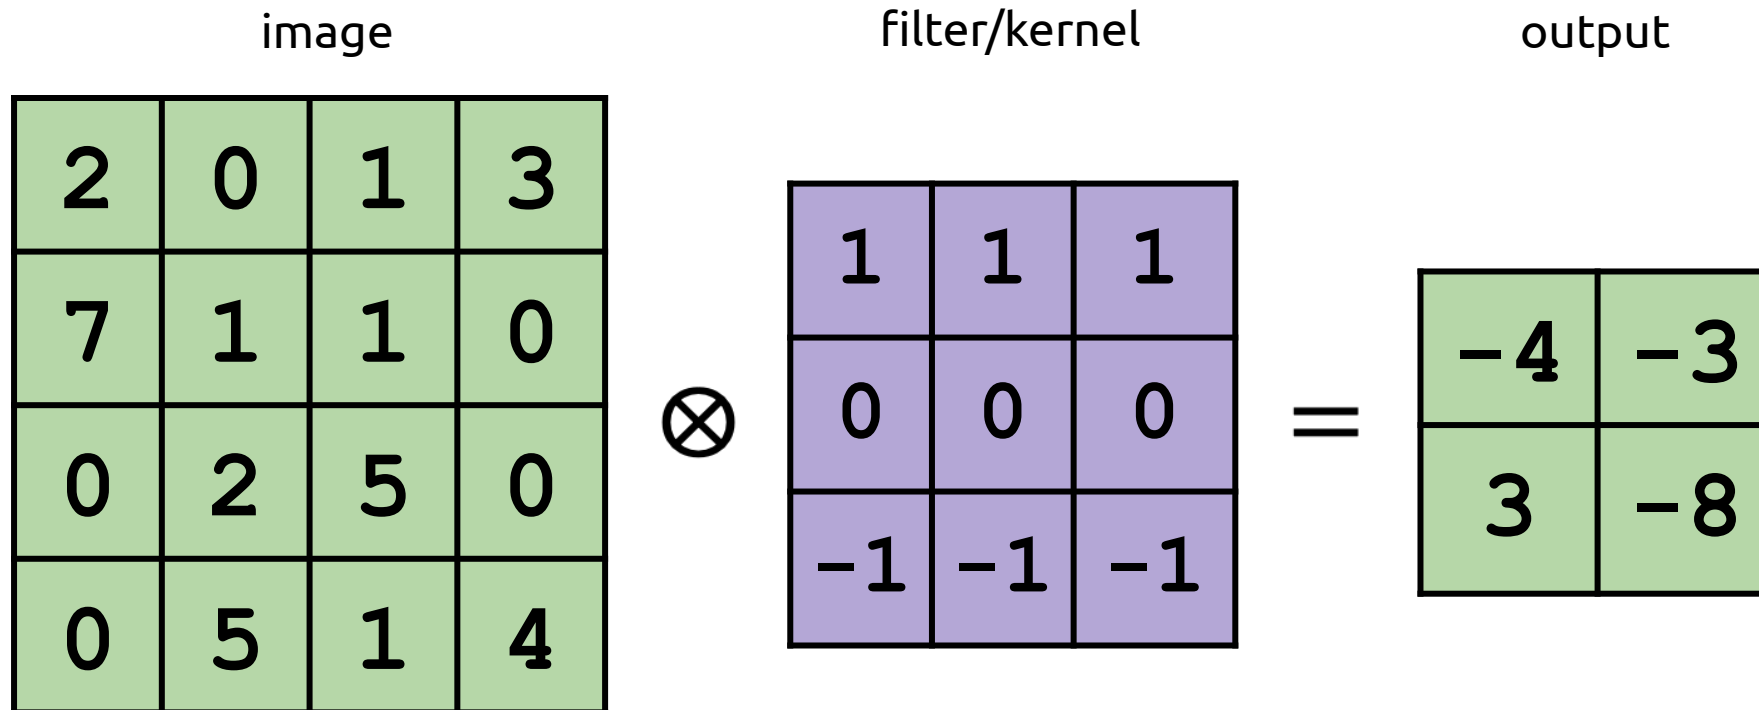 image
filter/kernel
output
2 0 1 3
7 1 1 0
0 2 5 0
0 5 1 4
⊗
1 1 1
0 0 0
-1 -1 -1
=
-4 -3
3 -8